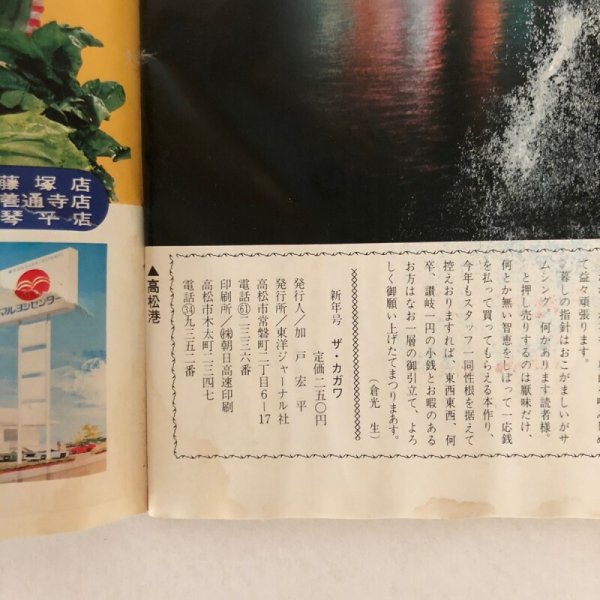 て益々頑張ります。
暮しの指針はおこがましいがサ
ムシング、何かあります読者様。
と押し売りするのは厭味だけ、
何とか無い智恵をしぼって一応銭
を払って買ってもらえる本作り、
今年もスタッフ一同性根を据えて
控えおりますれば、東西東西、何
卒、讃岐一円の小銭とお暇のある
お方はなお一層の御引立て、よろ
しく御願い上げたてまつりまあす。
(倉光 生)
新年号 ザ・カガワ
定価二五〇円
発行人/加戸宏平
発行所/東洋ジャーナル社
高松市常磐町二丁目6―17
電話(61)二三三六番
印刷所/㈱朝日高速印刷
高松市木太町二三四七
電話(34)九三五二番
▲高松港
藤塚店
善通寺店
琴平店
マルヨシセンター